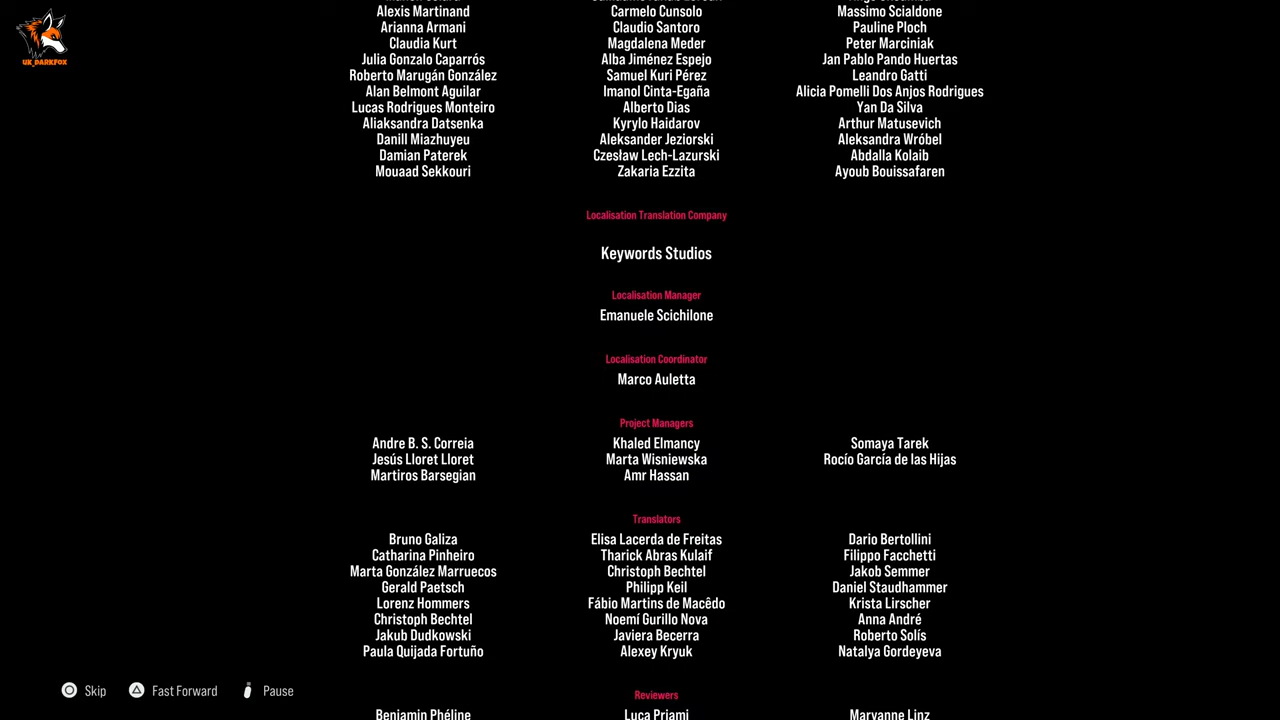 Alexis Martinand Carmelo Cunsolo Massimo Scialdone
Arianna Armani Claudio Santoro Pauline Ploch
Claudia Kurt Magdalena Meder Peter Marciniak
Julia Gonzalo Caparrós Alba Jiménez Espejo Jan Pablo Pando Huertas
Roberto Marugán González Samuel Kuri Pérez Leandro Gatti
Alan Belmont Aguilar Imanol Cinta-Egaña Alicia Pomelli Dos Anjos Rodrigues
Lucas Rodrigues Monteiro Alberto Dias Yan Da Silva
Aliaksandra Datsenka Kyrylo Haidarov Arthur Matusevich
Danill Miazhuyeu Aleksander Jeziorski Aleksandra Wróbel
Damian Paterek Czesław Lech-Lazurski Abdalla Kolaib
Mouaad Sekkouri Zakaria Ezzita Ayoub Bouissafaren
UK_DARKFOX
Localisation Translation Company
Keywords Studios
Localisation Manager
Emanuele Scichilone
Localisation Coordinator
Marco Auletta
Project Managers
Andre B. S. Correia Khaled Elmancy Somaya Tarek
Jesús Lloret Lloret Marta Wisniewska Rocío García de las Hijas
Martiros Barsegian Amr Hassan
Translators
Bruno Galiza Elisa Lacerda de Freitas Dario Bertollini
Catharina Pinheiro Tharick Abras Kulaif Filippo Facchetti
Marta González Marruecos Christoph Bechtel Jakob Semmer
Gerald Paetsch Philipp Keil Daniel Staudhammer
Lorenz Hommers Fábio Martins de Macêdo Krista Lirscher
Christoph Bechtel Noemí Gurillo Nova Anna André
Jakub Dudkowski Javiera Becerra Roberto Solís
Paula Quijada Fortuño Alexey Kryuk Natalya Gordeyeva
Reviewers
Benjamin Phéline Luca Priami Maryanne Linz
Skip Fast Forward Pause